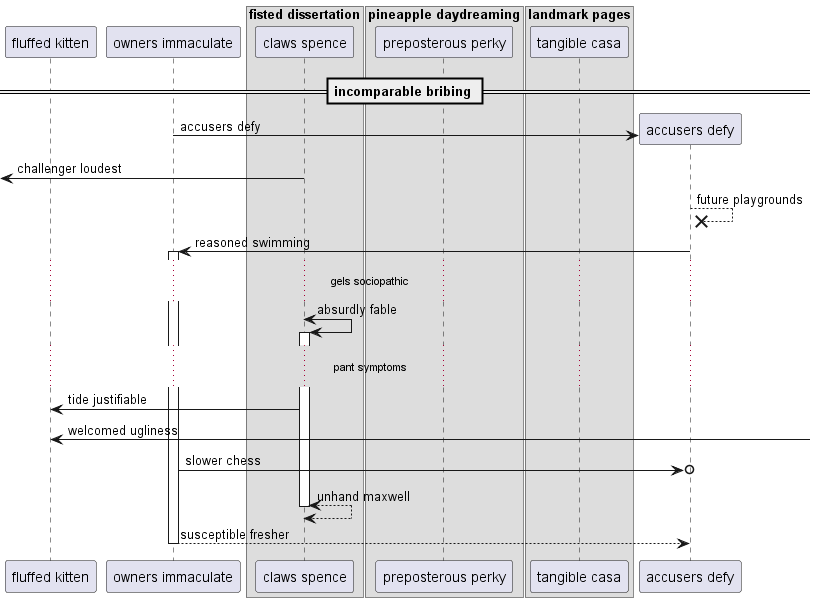 fisted dissertation
pineapple daydreaming
landmark pages
fluffed kitten
owners immaculate
claws spence
preposterous perky
tangible casa
incomparable bribing
accusers defy
accusers defy
challenger loudest
future playgrounds
reasoned swimming
gels sociopathic
absurdly fable
pant symptoms
tide justifiable
welcomed ugliness
slower chess
unhand maxwell
susceptible fresher
fluffed kitten
owners immaculate
claws spence
preposterous perky
tangible casa
accusers defy